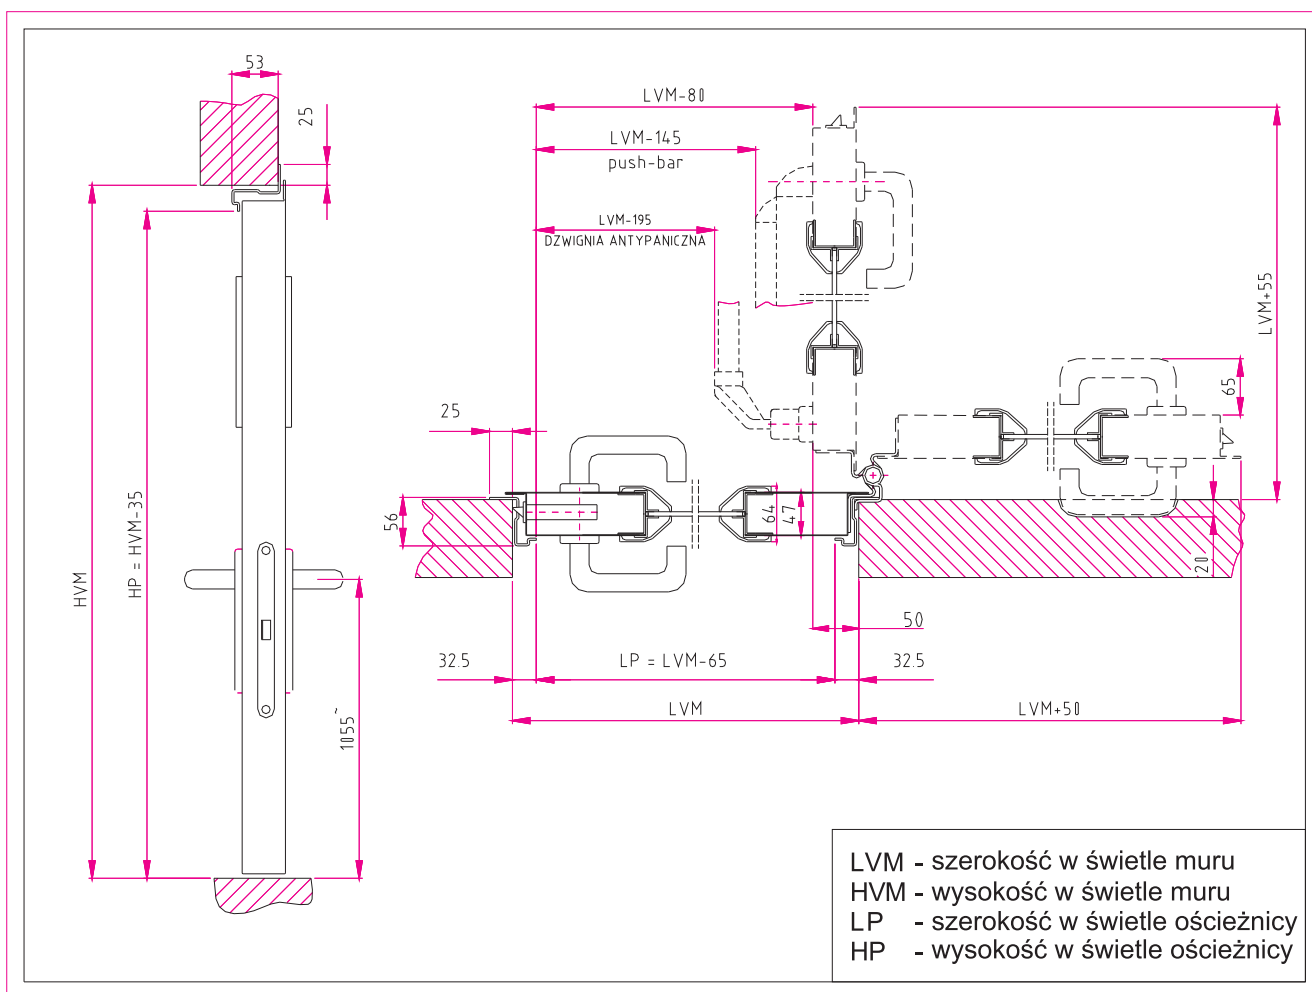 53
25
HVM
HP = HVM-35
1055~
LVM-80
LVM-145
push-bar
LVM-195
DZWIGNIA ANTYPANICZNA
25
56
64
47
LVM+55
65
20
50
32.5
LP = LVM-65
32.5
LVM
LVM+50
LVM - szerokość w świetle muru
HVM - wysokość w świetle muru
LP - szerokość w świetle ościeżnicy
HP - wysokość w świetle ościeżnicy